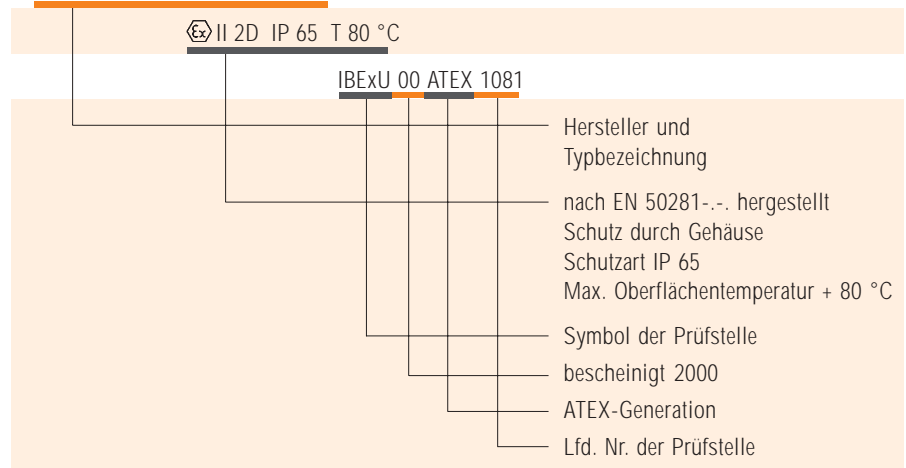 Ex II 2D IP 65 T 80 °C
IBExU 00 ATEX 1081
Hersteller und
Typbezeichnung
nach EN 50281-.-. hergestellt
Schutz durch Gehäuse
Schutzart IP 65
Max. Oberflächentemperatur + 80 °C
Symbol der Prüfstelle
bescheinigt 2000
ATEX-Generation
Lfd. Nr. der Prüfstelle